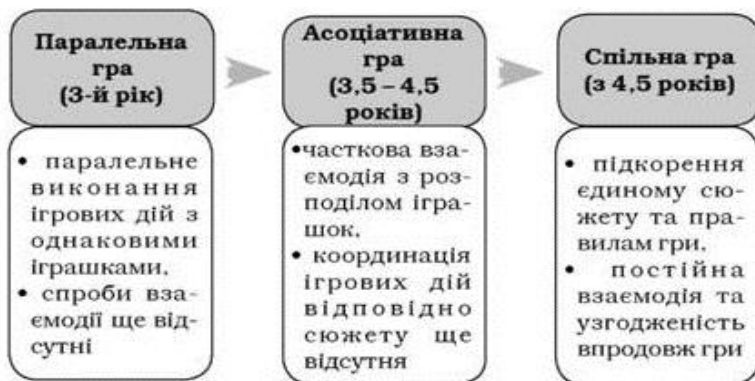 Паралельна
гра
(3-й рік)
• паралельне
виконання
ігрових дій з
однаковими
іграшками,
• спроби вза-
ємодії ще від-
сутні
Асоціативна
гра
(3,5 – 4,5
років)
•часткова вза-
ємодія з роз-
поділом ігра-
шок,
• координація
ігрових дій
відповідно
сюжету ще
відсутня
Спільна гра
(з 4,5 років)
• підкорення
єдиному сю-
жету та пра-
вилам гри,
• постійна
взаємодія та
узгодженість
впродовж гри